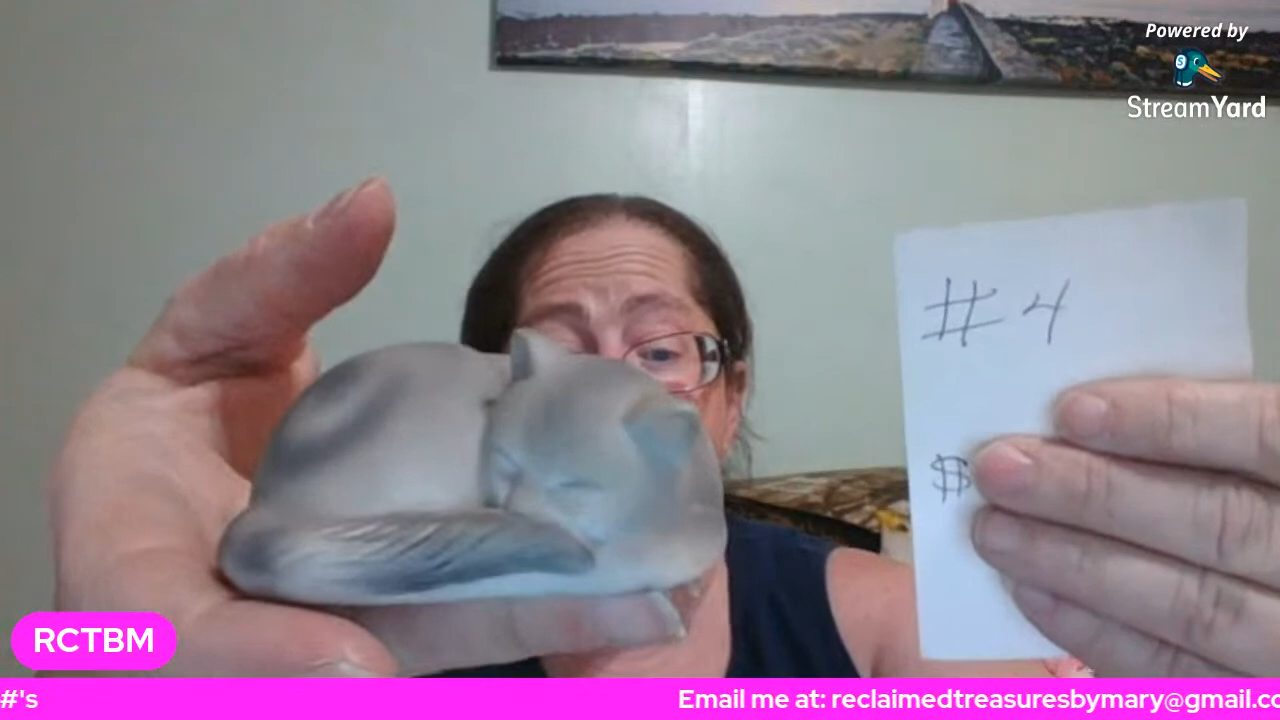 Powered by
StreamYard
# 4
$
RCTBM
#'s
Email me at: reclaimedtreasuresbymary@gmail.co